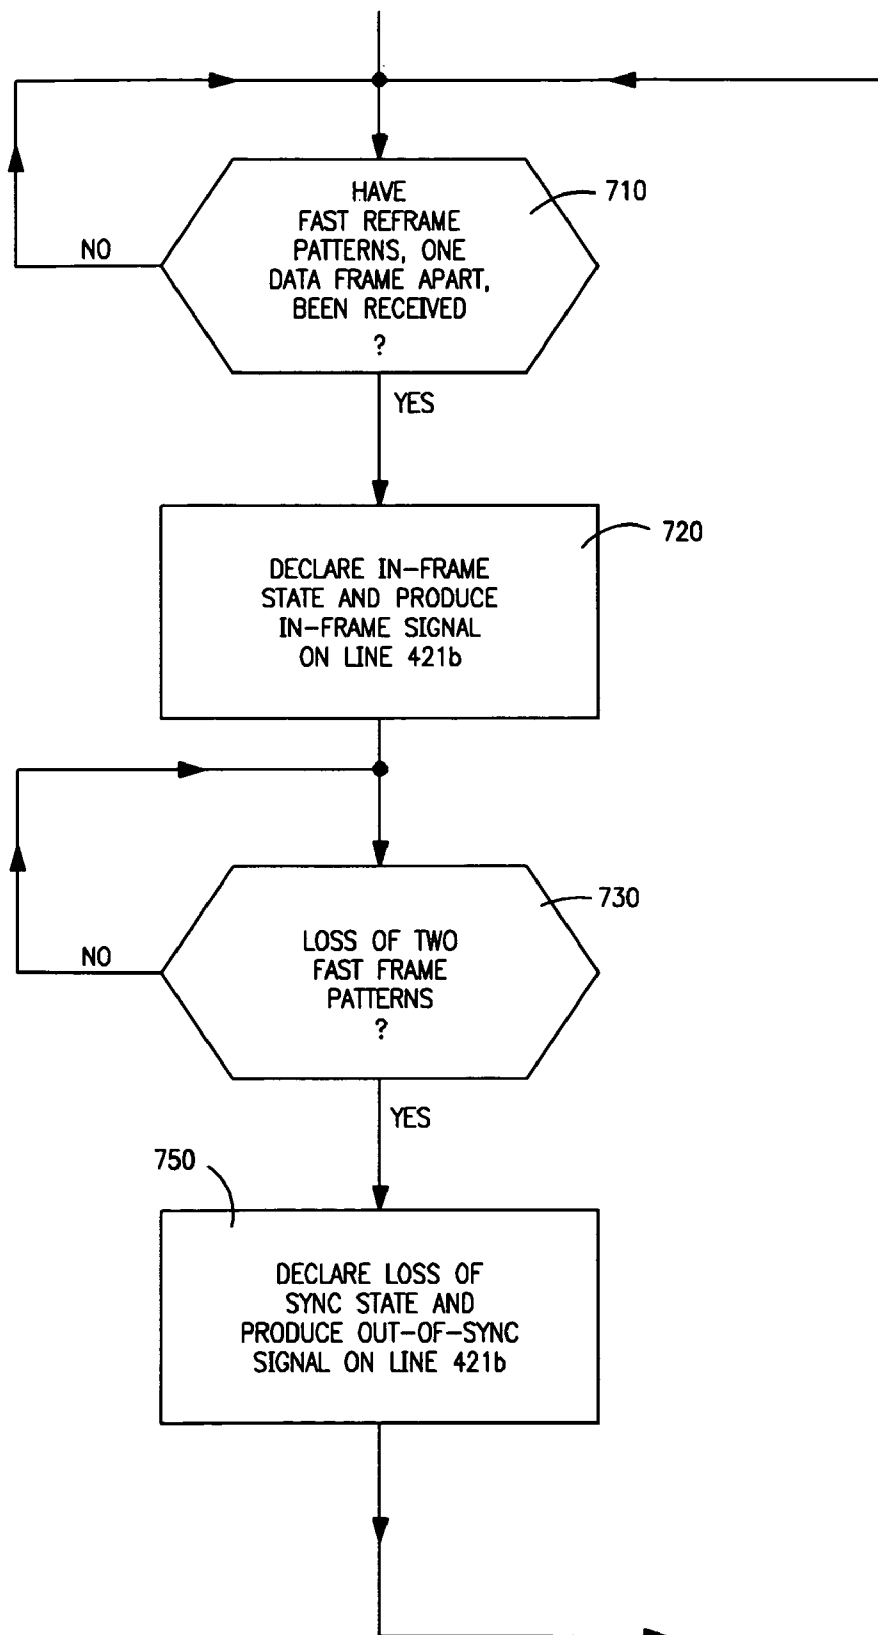 HAVE
FAST REFRAME
PATTERNS, ONE
DATA FRAME APART,
BEEN RECEIVED
?
710
NO
YES
720
DECLARE IN-FRAME
STATE AND PRODUCE
IN-FRAME SIGNAL
ON LINE 421b
730
LOSS OF TWO
FAST FRAME
PATTERNS
?
NO
YES
750
DECLARE LOSS OF
SYNC STATE AND
PRODUCE OUT-OF-SYNC
SIGNAL ON LINE 421b